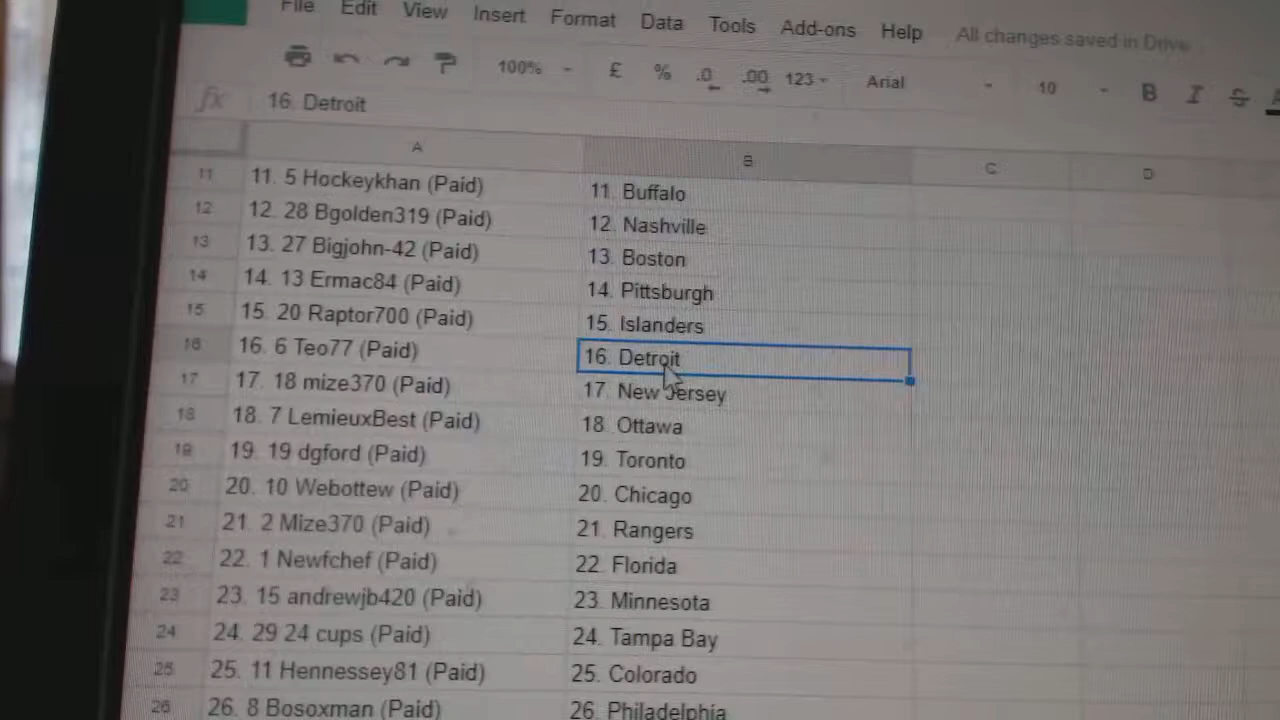 File Edit View Insert Format Data Tools Add-ons Help All changes saved in Drive
100% £ % .0 .00 123 Arial 10 B I S A
fx 16. Detroit
A B C D
11 11. 5 Hockeykhan (Paid) 11. Buffalo
12 12. 28 Bgolden319 (Paid) 12. Nashville
13 13. 27 Bigjohn-42 (Paid) 13. Boston
14 14. 13 Ermac84 (Paid) 14. Pittsburgh
15 15. 20 Raptor700 (Paid) 15. Islanders
16 16. 6 Teo77 (Paid) 16. Detroit
17 17. 18 mize370 (Paid) 17. New Jersey
18 18. 7 LemieuxBest (Paid) 18. Ottawa
19 19. 19 dgford (Paid) 19. Toronto
20 20. 10 Webottew (Paid) 20. Chicago
21 21. 2 Mize370 (Paid) 21. Rangers
22 22. 1 Newfchef (Paid) 22. Florida
23 23. 15 andrewjb420 (Paid) 23. Minnesota
24 24. 29 24 cups (Paid) 24. Tampa Bay
25 25. 11 Hennessey81 (Paid) 25. Colorado
26 26. 8 Bosoxman (Paid) 26. Philadelphia